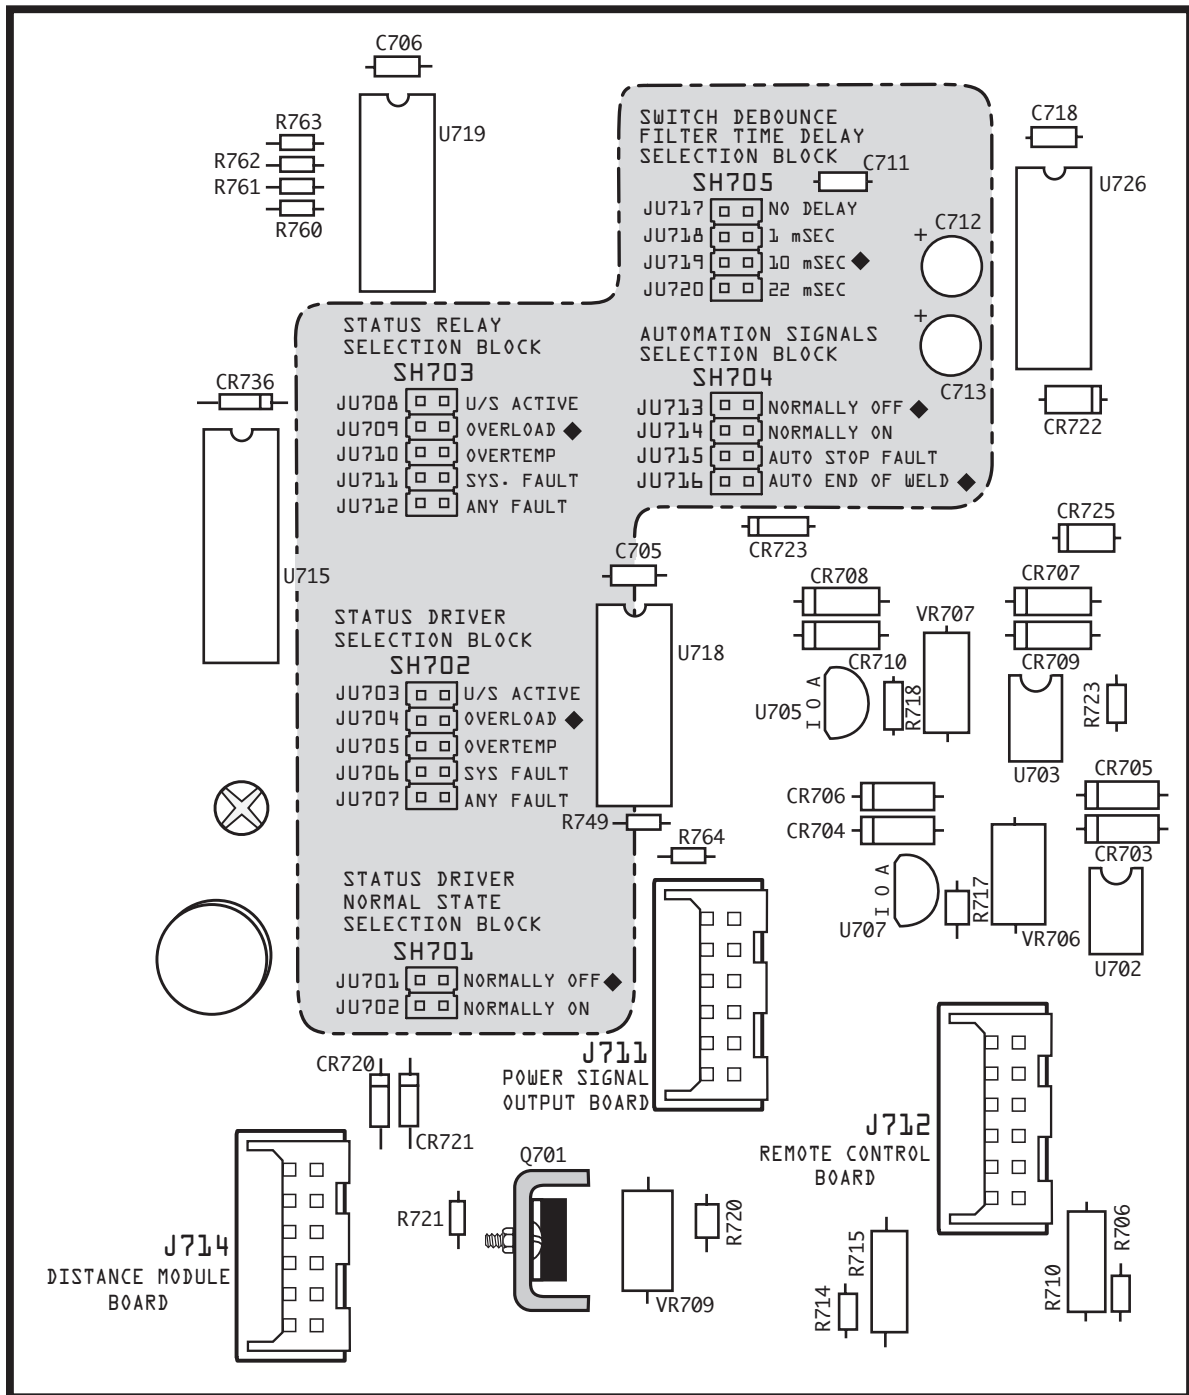 C706
U719
R763
R762
R761
R760
SWITCH DEBOUNCE
FILTER TIME DELAY
SELECTION BLOCK
SH705
C711
JU717 NO DELAY
JU718 1 mSEC
JU719 10 mSEC ◆
JU720 22 mSEC
C718
U726
+ C712
+
C713
CR722
AUTOMATION SIGNALS
SELECTION BLOCK
SH704
JU713 NORMALLY OFF ◆
JU714 NORMALLY ON
JU715 AUTO STOP FAULT
JU716 AUTO END OF WELD ◆
STATUS RELAY
SELECTION BLOCK
SH703
JU708 U/S ACTIVE
JU709 OVERLOAD ◆
JU710 OVERTEMP
JU711 SYS. FAULT
JU712 ANY FAULT
CR736
U715
CR723
CR725
C705
U718
CR708
CR710
VR707
CR707
CR709
STATUS DRIVER
SELECTION BLOCK
SH702
JU703 U/S ACTIVE
JU704 OVERLOAD ◆
JU705 OVERTEMP
JU706 SYS FAULT
JU707 ANY FAULT
U705
I O A
R718
U703
R723
R749
R764
CR706
CR704
CR705
CR703
U707
I O A
R717
VR706
U702
STATUS DRIVER
NORMAL STATE
SELECTION BLOCK
SH701
JU701 NORMALLY OFF ◆
JU702 NORMALLY ON
J711
POWER SIGNAL
OUTPUT BOARD
CR720
CR721
J712
REMOTE CONTROL
BOARD
J714
DISTANCE MODULE
BOARD
R721
Q701
VR709
R720
R714
R715
R710
R706